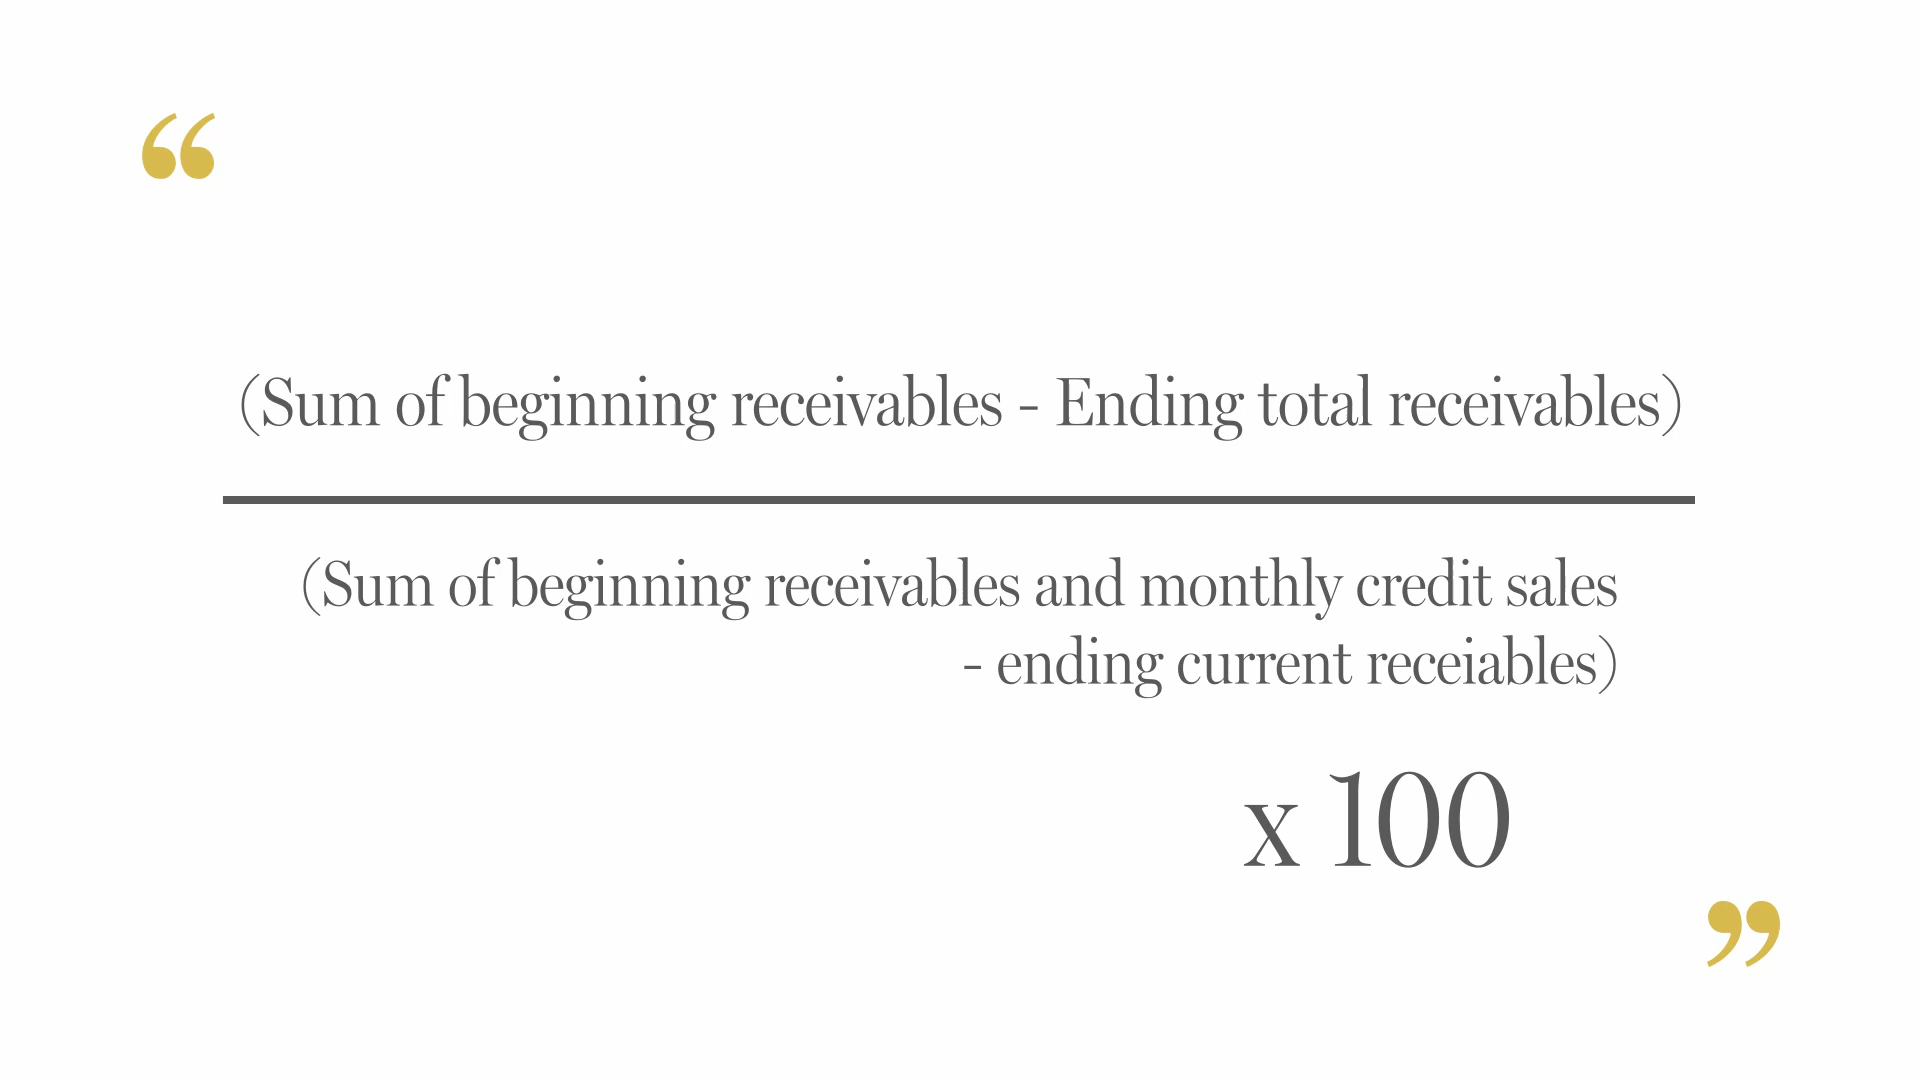 “
(Sum of beginning receivables - Ending total receivables)
(Sum of beginning receivables and monthly credit sales
- ending current receiables)
x 100
”